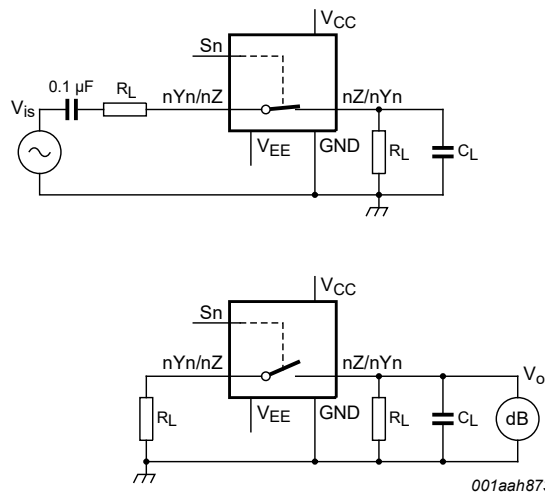 VCC
Sn
0.1 µF
RL
nYn/nZ
nZ/nYn
Vis
VEE
GND
RL
CL
VCC
Sn
nYn/nZ
nZ/nYn
Vo
RL
VEE
GND
RL
CL
dB